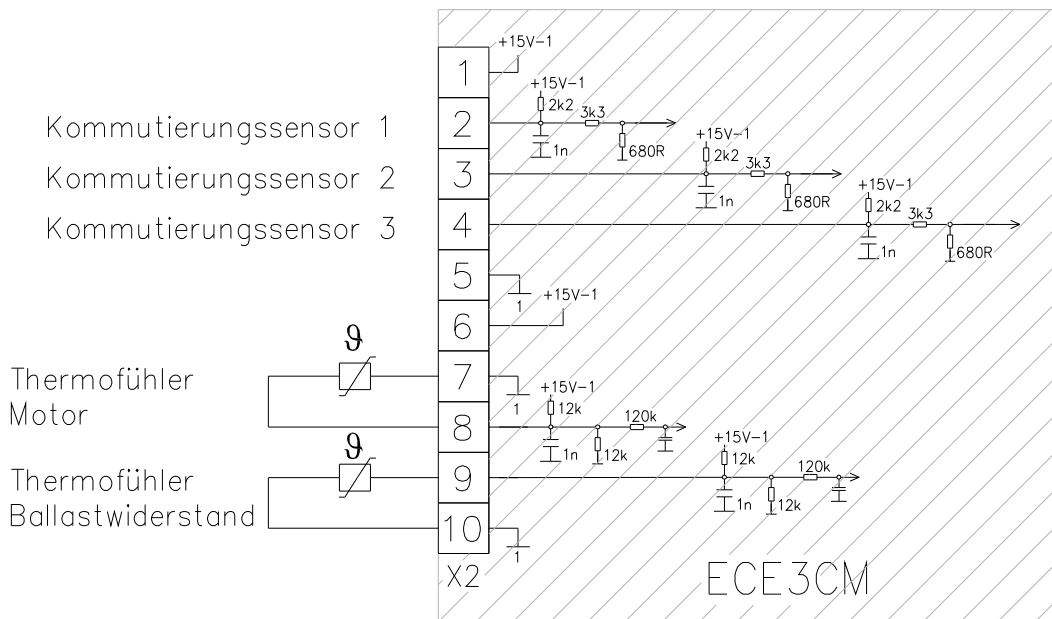 +15V-1
1
+15V-1
2k2
3k3
Kommutierungssensor 1
2
1n
680R
+15V-1
2k2
3k3
Kommutierungssensor 2
3
1n
680R
+15V-1
2k2
3k3
Kommutierungssensor 3
4
1n
680R
5
1
+15V-1
6
ϑ
Thermofühler
Motor
7
1
+15V-1
12k
120k
8
1n
12k
ϑ
Thermofühler
Ballastwiderstand
+15V-1
12k
120k
9
1n
12k
10
1
X2
ECE3CM